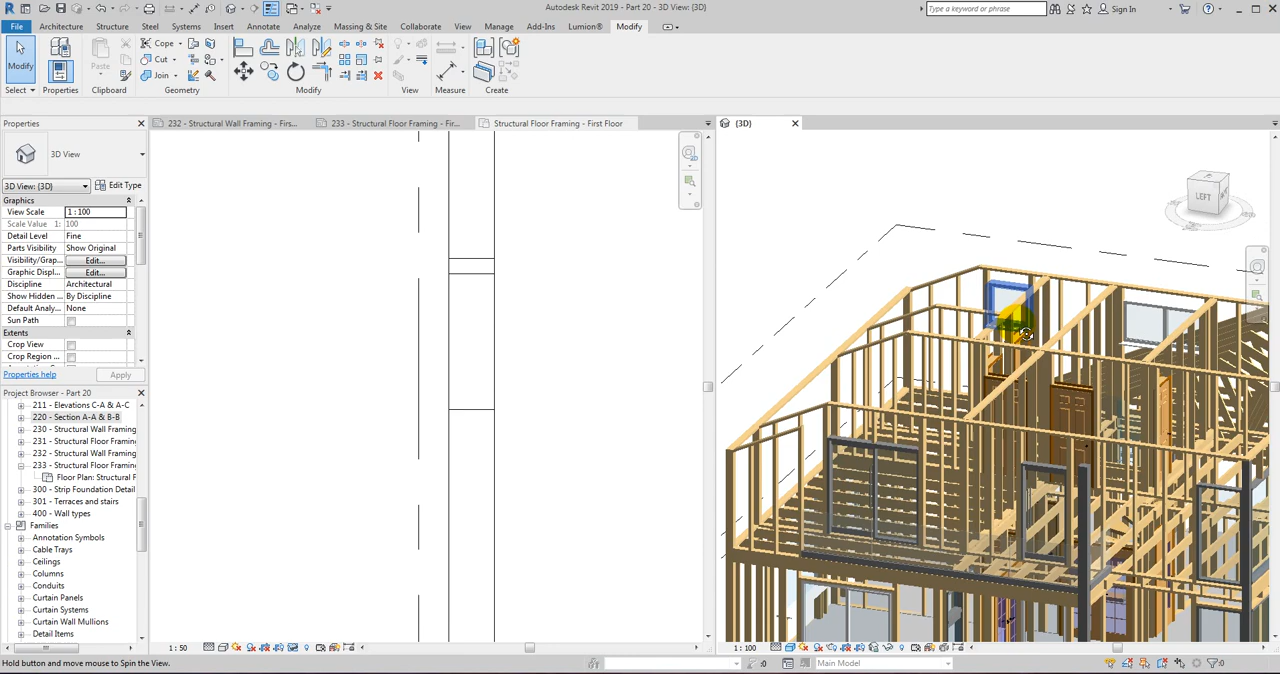 Autodesk Revit 2019 - Part 20 - 3D View: {3D}
Type a keyword or phrase
Sign In
File
Architecture
Structure
Steel
Systems
Insert
Annotate
Analyze
Massing & Site
Collaborate
View
Manage
Add-Ins
Lumion®
Modify
Modify
Paste
Cope
Cut
Join
Select
Properties
Clipboard
Geometry
Modify
View
Measure
Create
Properties
232 - Structural Wall Framing - Firs...
233 - Structural Floor Framing - Fir...
Structural Floor Framing - First Floor
{3D}
3D View
3D View: {3D}
Edit Type
Graphics
View Scale 1 : 100
Scale Value 1: 100
Detail Level Fine
Parts Visibility Show Original
Visibility/Grap... Edit...
Graphic Displ... Edit...
Discipline Architectural
Show Hidden ... By Discipline
Default Analy... None
Sun Path
Extents
Crop View
Crop Region ...
Properties help
Apply
Project Browser - Part 20
211 - Elevations C-A & A-C
220 - Section A-A & B-B
230 - Structural Wall Framing
231 - Structural Floor Framing
232 - Structural Wall Framing
233 - Structural Floor Framing
Floor Plan: Structural F
300 - Strip Foundation Detail
301 - Terraces and stairs
400 - Wall types
Families
Annotation Symbols
Cable Trays
Ceilings
Columns
Conduits
Curtain Panels
Curtain Systems
Curtain Wall Mullions
Detail Items
LEFT
1 : 50
1 : 100
Hold button and move mouse to Spin the View.
:0
Main Model
:0